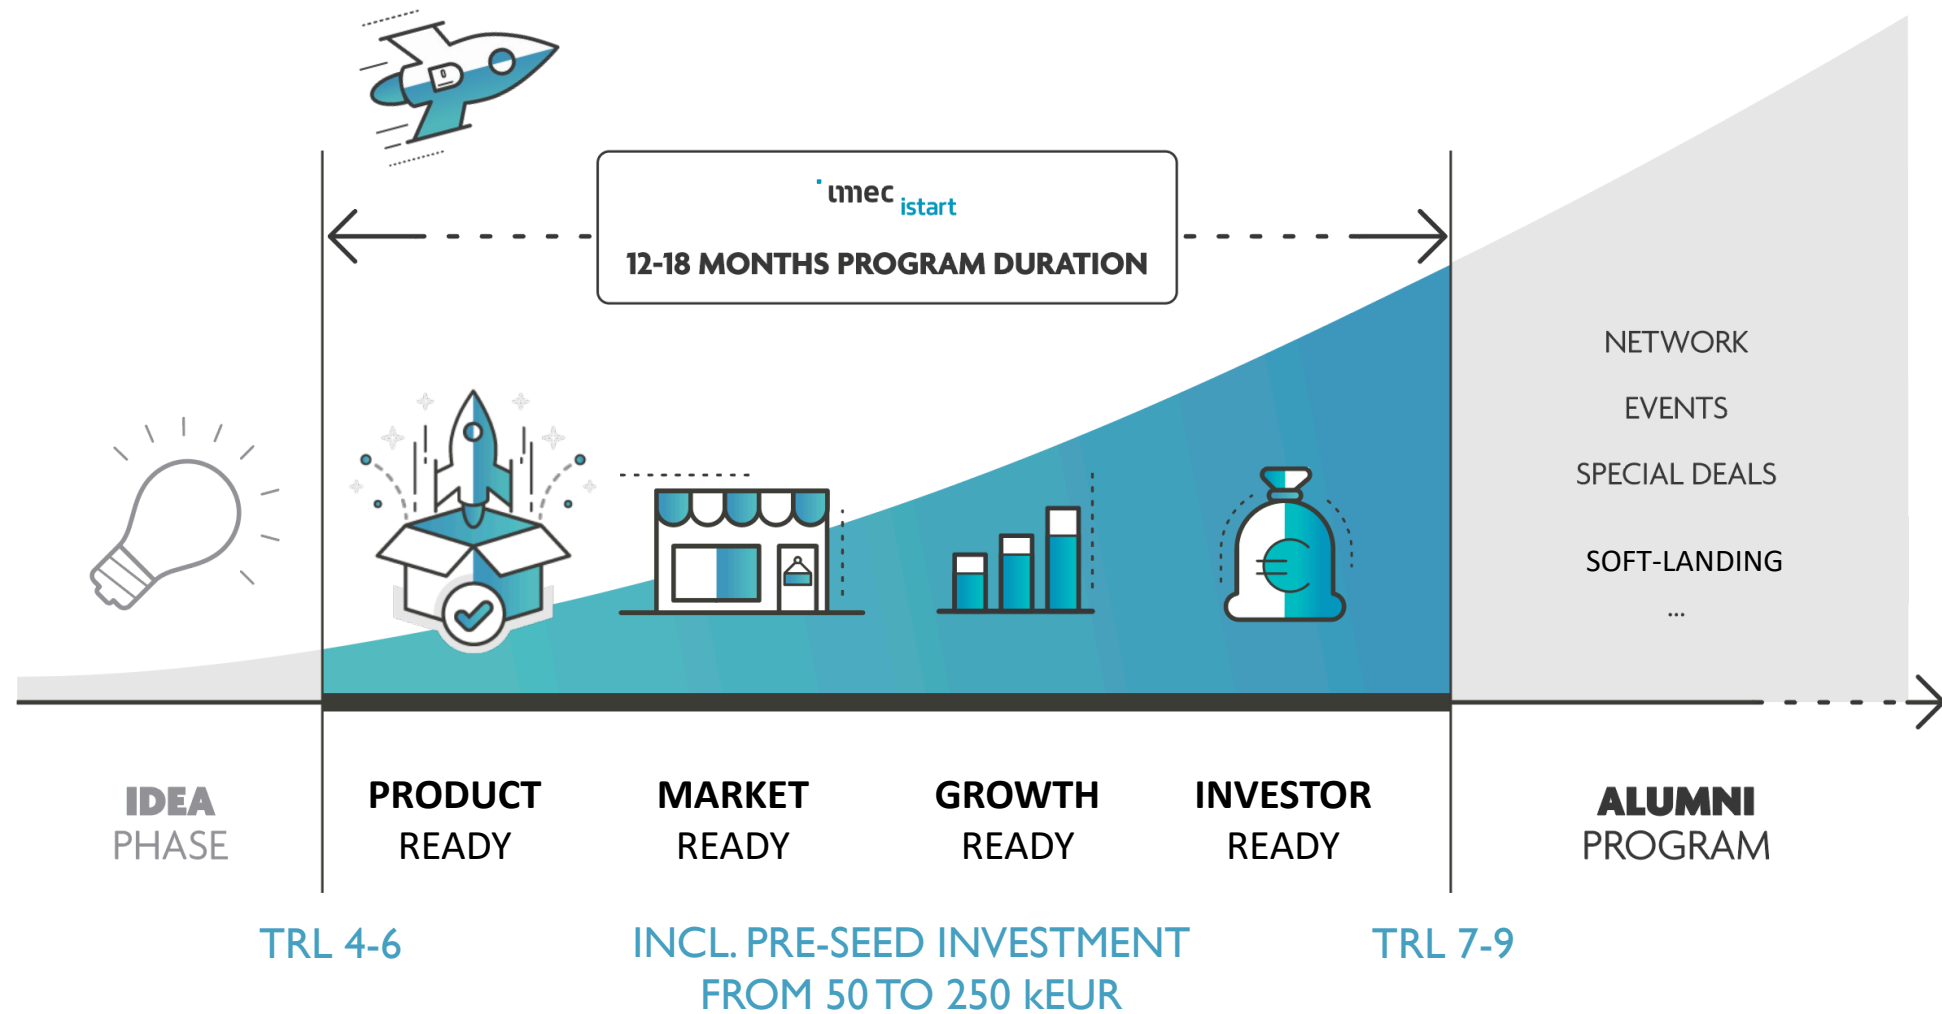 imec istart
12-18 MONTHS PROGRAM DURATION
NETWORK
EVENTS
SPECIAL DEALS
SOFT-LANDING
...
IDEA
PHASE
PRODUCT
READY
MARKET
READY
GROWTH
READY
INVESTOR
READY
ALUMNI
PROGRAM
TRL 4-6
INCL. PRE-SEED INVESTMENT
FROM 50 TO 250 kEUR
TRL 7-9